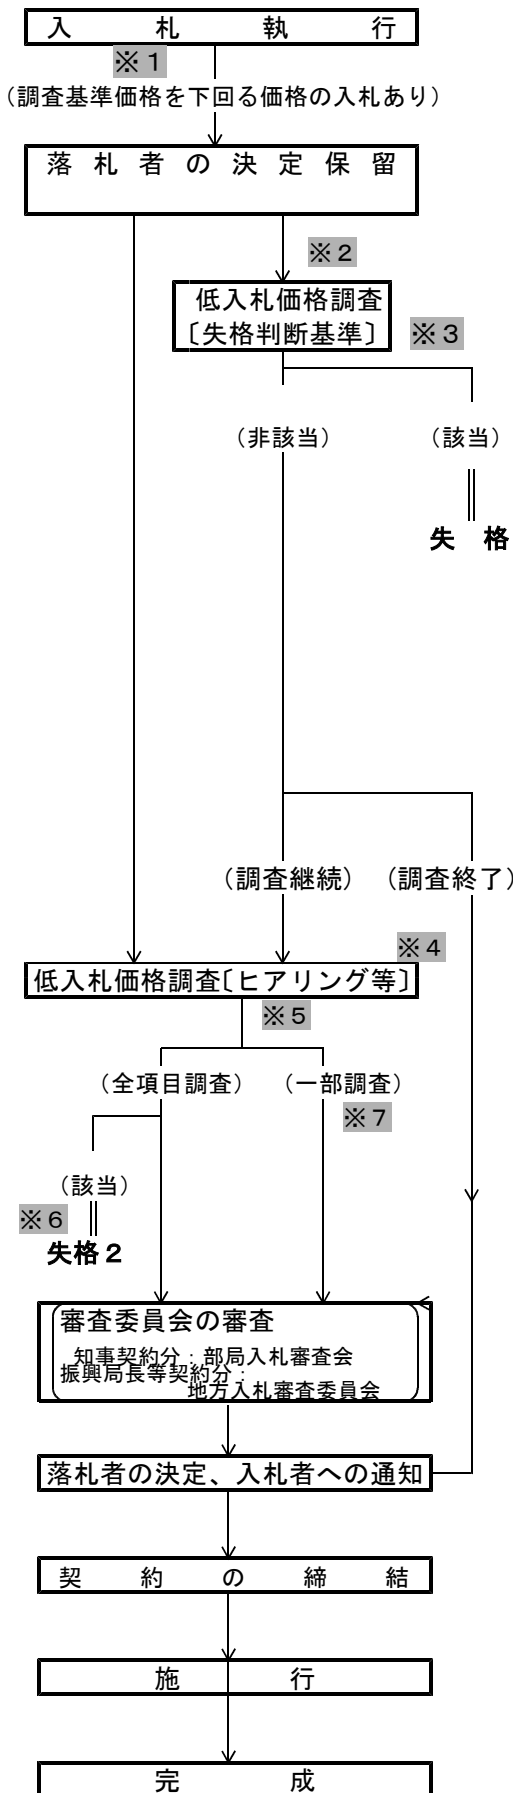 入札執行
※１
（調査基準価格を下回る価格の入札あり）
落札者の決定保留
※２
低入札価格調査
〔失格判断基準〕
※３
（非該当）
（該当）
失格
（調査継続）
（調査終了）
※４
低入札価格調査〔ヒアリング等〕
※５
（全項目調査）
（一部調査）
※７
（該当）
※６
失格２
審査委員会の審査
知事契約分：部局入札審査会
振興局長等契約分：
地方入札審査委員会
落札者の決定、入札者への通知
契約の締結
施行
完成